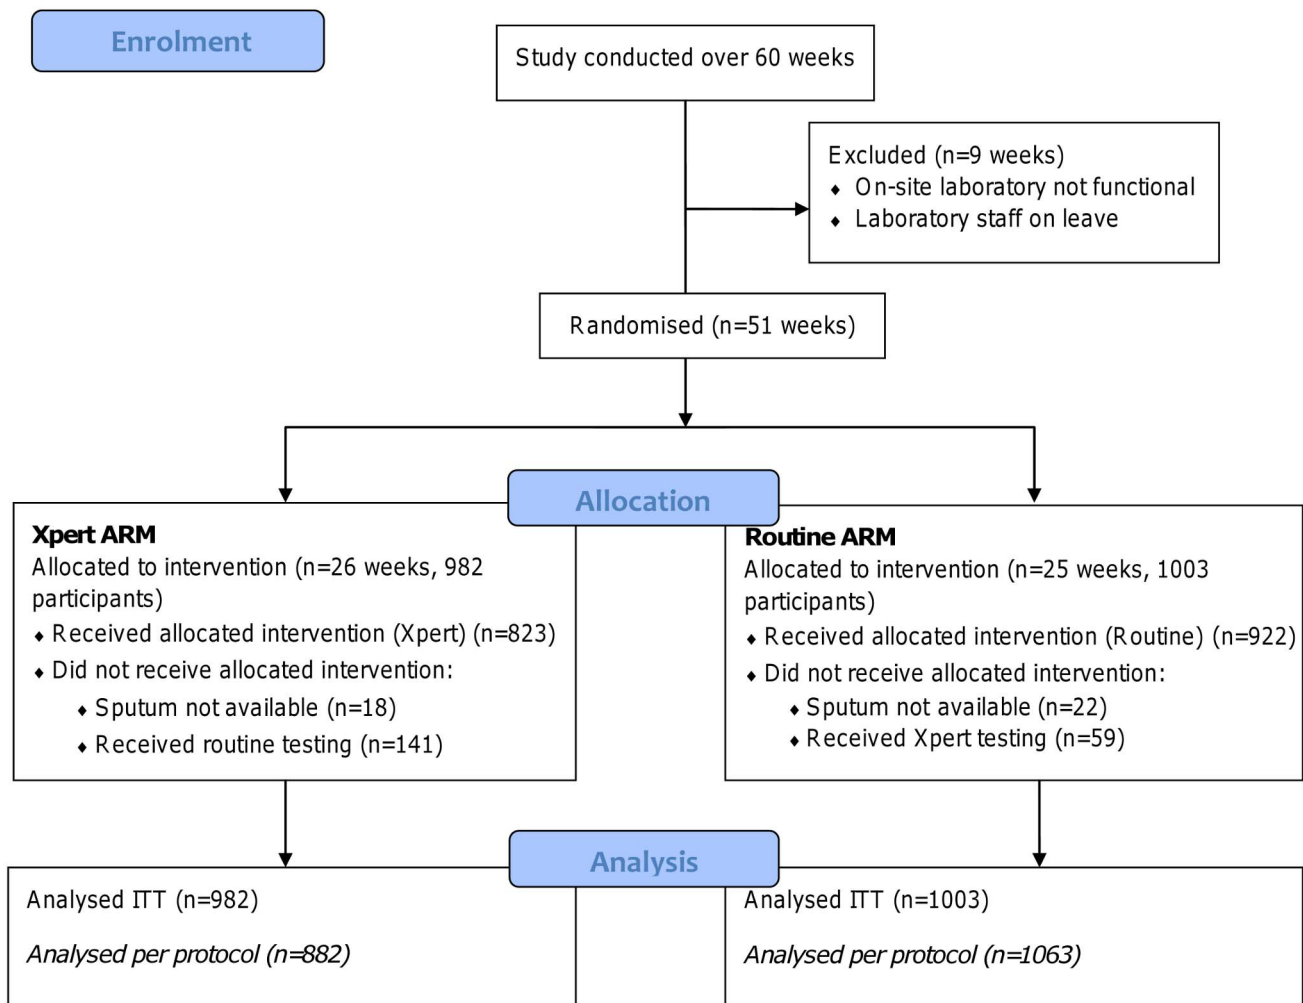 Enrolment
Study conducted over 60 weeks
Excluded (n=9 weeks)
♦ On-site laboratory not functional
♦ Laboratory staff on leave
Randomised (n=51 weeks)
Allocation
Xpert ARM
Allocated to intervention (n=26 weeks, 982
participants)
♦ Received allocated intervention (Xpert) (n=823)
♦ Did not receive allocated intervention:
♦ Sputum not available (n=18)
♦ Received routine testing (n=141)
Routine ARM
Allocated to intervention (n=25 weeks, 1003
participants)
♦ Received allocated intervention (Routine) (n=922)
♦ Did not receive allocated intervention:
♦ Sputum not available (n=22)
♦ Received Xpert testing (n=59)
Analysis
Analysed ITT (n=982)
Analysed per protocol (n=882)
Analysed ITT (n=1003)
Analysed per protocol (n=1063)